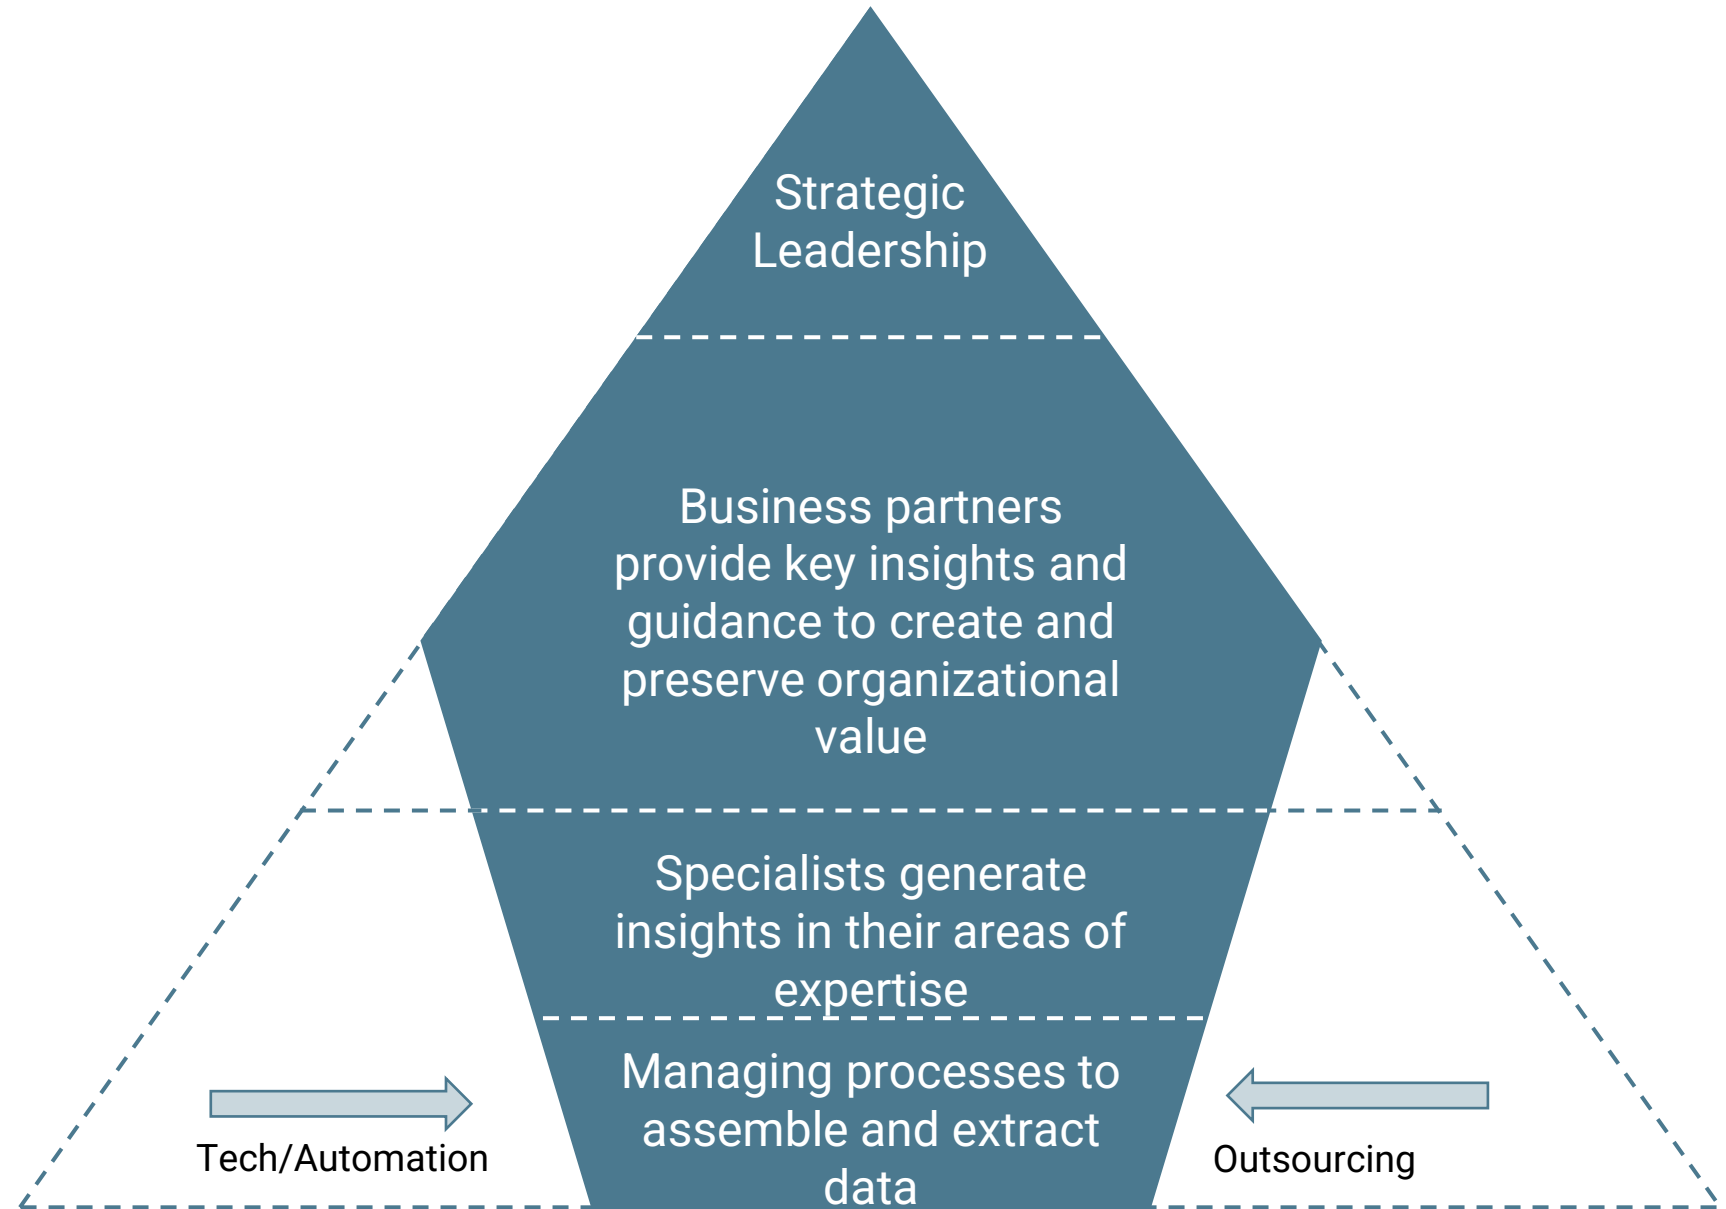 Strategic
Leadership
Business partners
provide key insights and
guidance to create and
preserve organizational
value
Specialists generate
insights in their areas of
expertise
Managing processes to
assemble and extract
data
Tech/Automation
Outsourcing